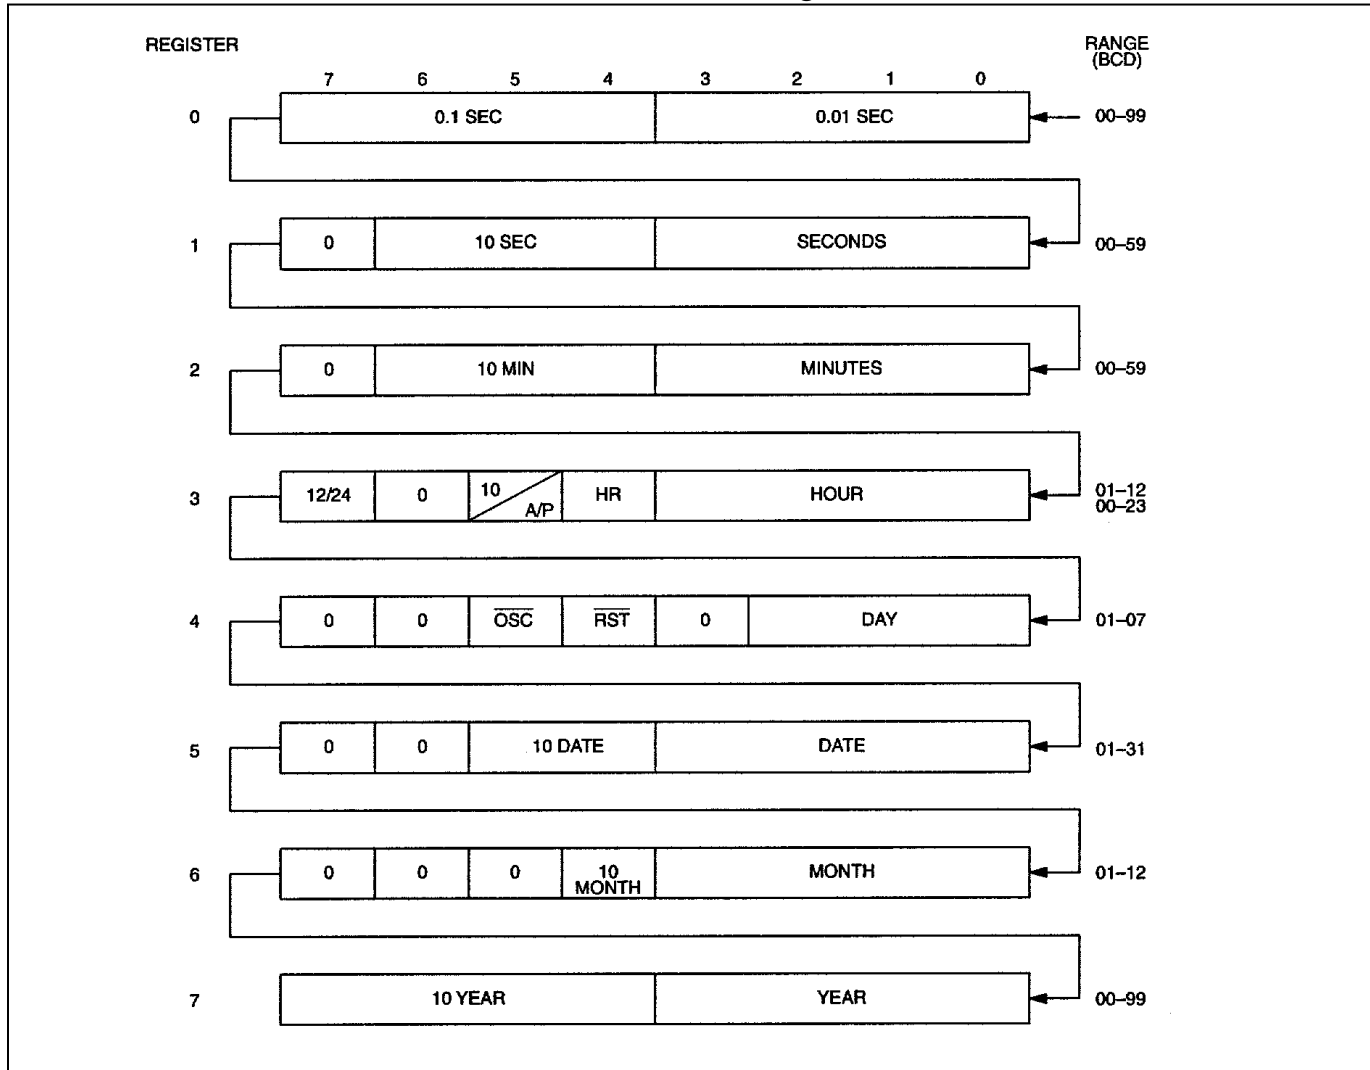 REGISTER RANGE
(BCD)
7 6 5 4 3 2 1 0
0 0.1 SEC 0.01 SEC 00–99
1 0 10 SEC SECONDS 00–59
2 0 10 MIN MINUTES 00–59
3 12/24 0 10 A/P HR HOUR 01–12
00–23
4 0 0 OSC RST 0 DAY 01–07
5 0 0 10 DATE DATE 01–31
6 0 0 0 10 MONTH MONTH 01–12
7 10 YEAR YEAR 00–99